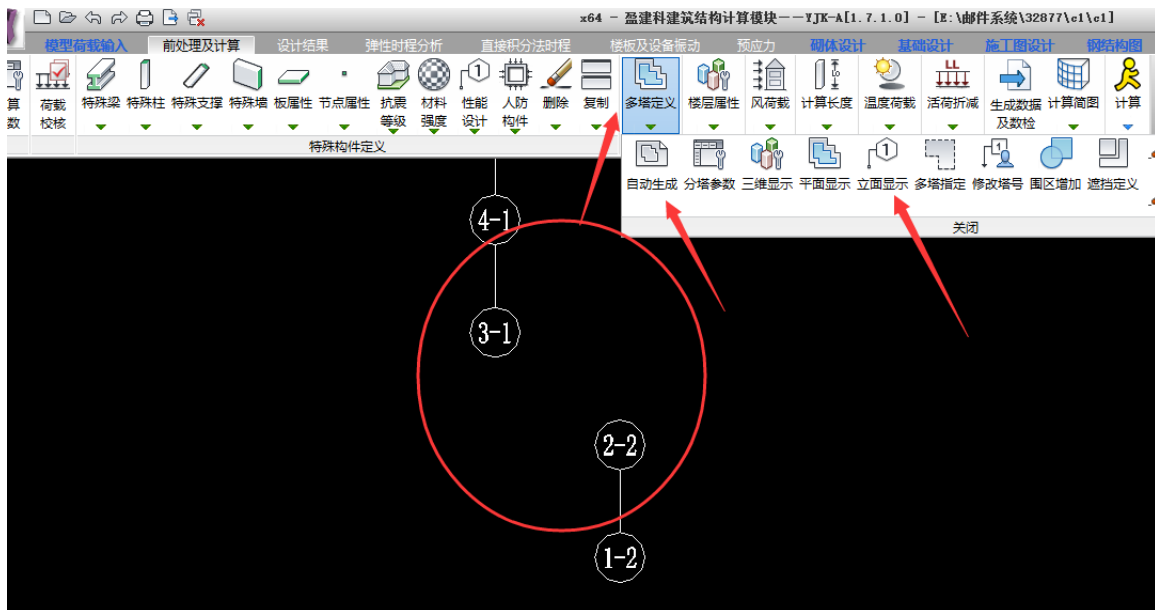 x64 - 盈建科建筑结构计算模块--YJK-A[1.7.1.0] - [E:\邮件系统\32877\c1\c1]
模型荷载输入 前处理及计算 设计结果 弹性时程分析 直接积分法时程 楼板及设备振动 预应力 砌体设计 基础设计 施工图设计 钢结构图
算 荷载 特殊梁 特殊柱 特殊支撑 特殊墙 板属性 节点属性 抗震 材料 性能 人防 删除 复制 多塔定义 楼层属性 风荷载 计算长度 温度荷载 活荷折减 生成数据 计算简图 计算
数 校核 等级 强度 设计 构件 及数检
特殊构件定义
自动生成 分塔参数 三维显示 平面显示 立面显示 多塔指定 修改塔号 围区增加 遮挡定义
关闭
4-1
3-1
2-2
1-2